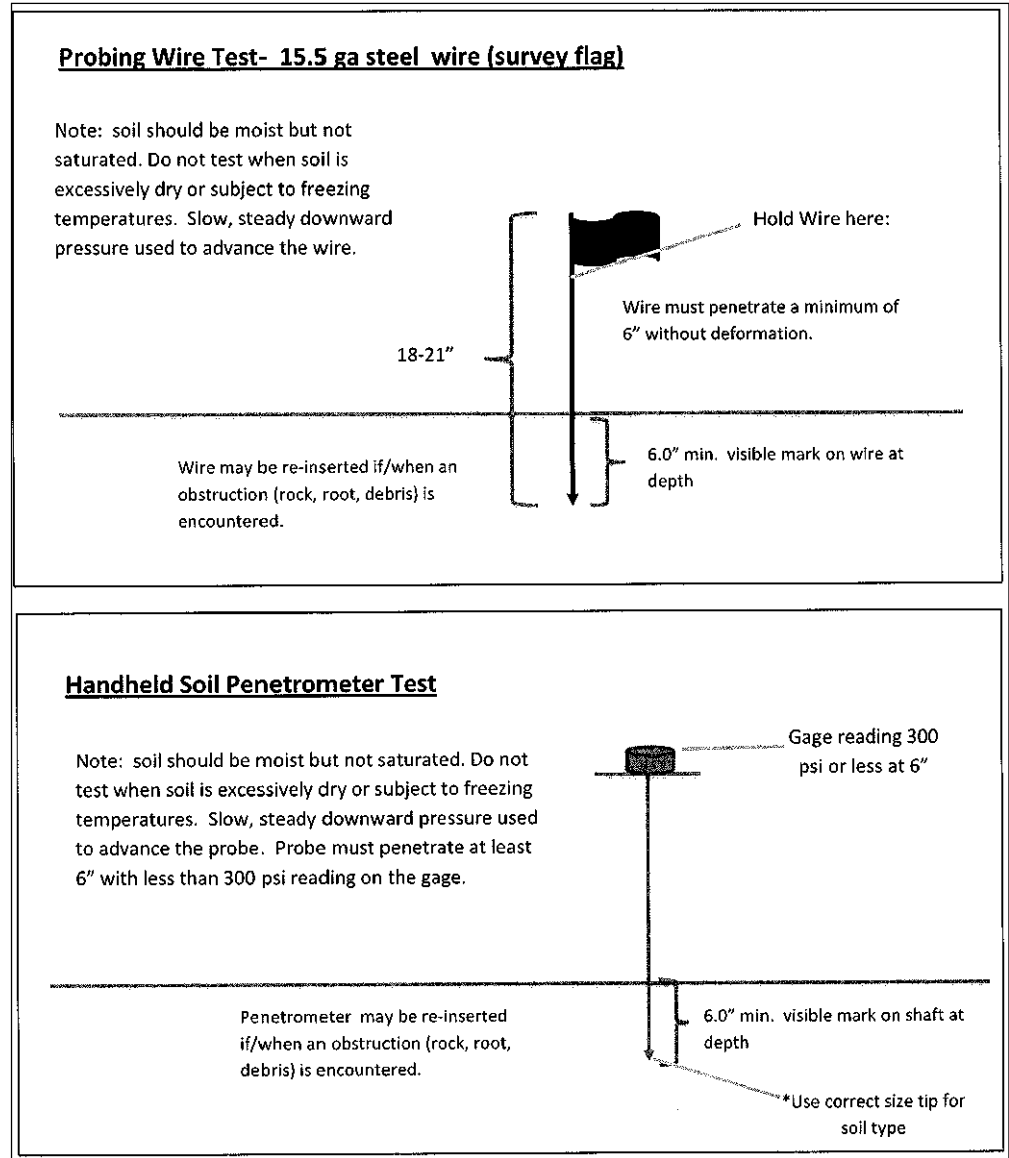 Probing Wire Test- 15.5 ga steel wire (survey flag)
Note: soil should be moist but not
saturated. Do not test when soil is
excessively dry or subject to freezing
temperatures. Slow, steady downward
pressure used to advance the wire.
Hold Wire here:
Wire must penetrate a minimum of
6" without deformation.
18-21"
6.0" min. visible mark on wire at
depth
Wire may be re-inserted if/when an
obstruction (rock, root, debris) is
encountered.
Handheld Soil Penetrometer Test
Gage reading 300
psi or less at 6"
Note: soil should be moist but not saturated. Do not
test when soil is excessively dry or subject to freezing
temperatures. Slow, steady downward pressure used
to advance the probe. Probe must penetrate at least
6" with less than 300 psi reading on the gage.
Penetrometer may be re-inserted
if/when an obstruction (rock, root,
debris) is encountered.
6.0" min. visible mark on shaft at
depth
*Use correct size tip for
soil type